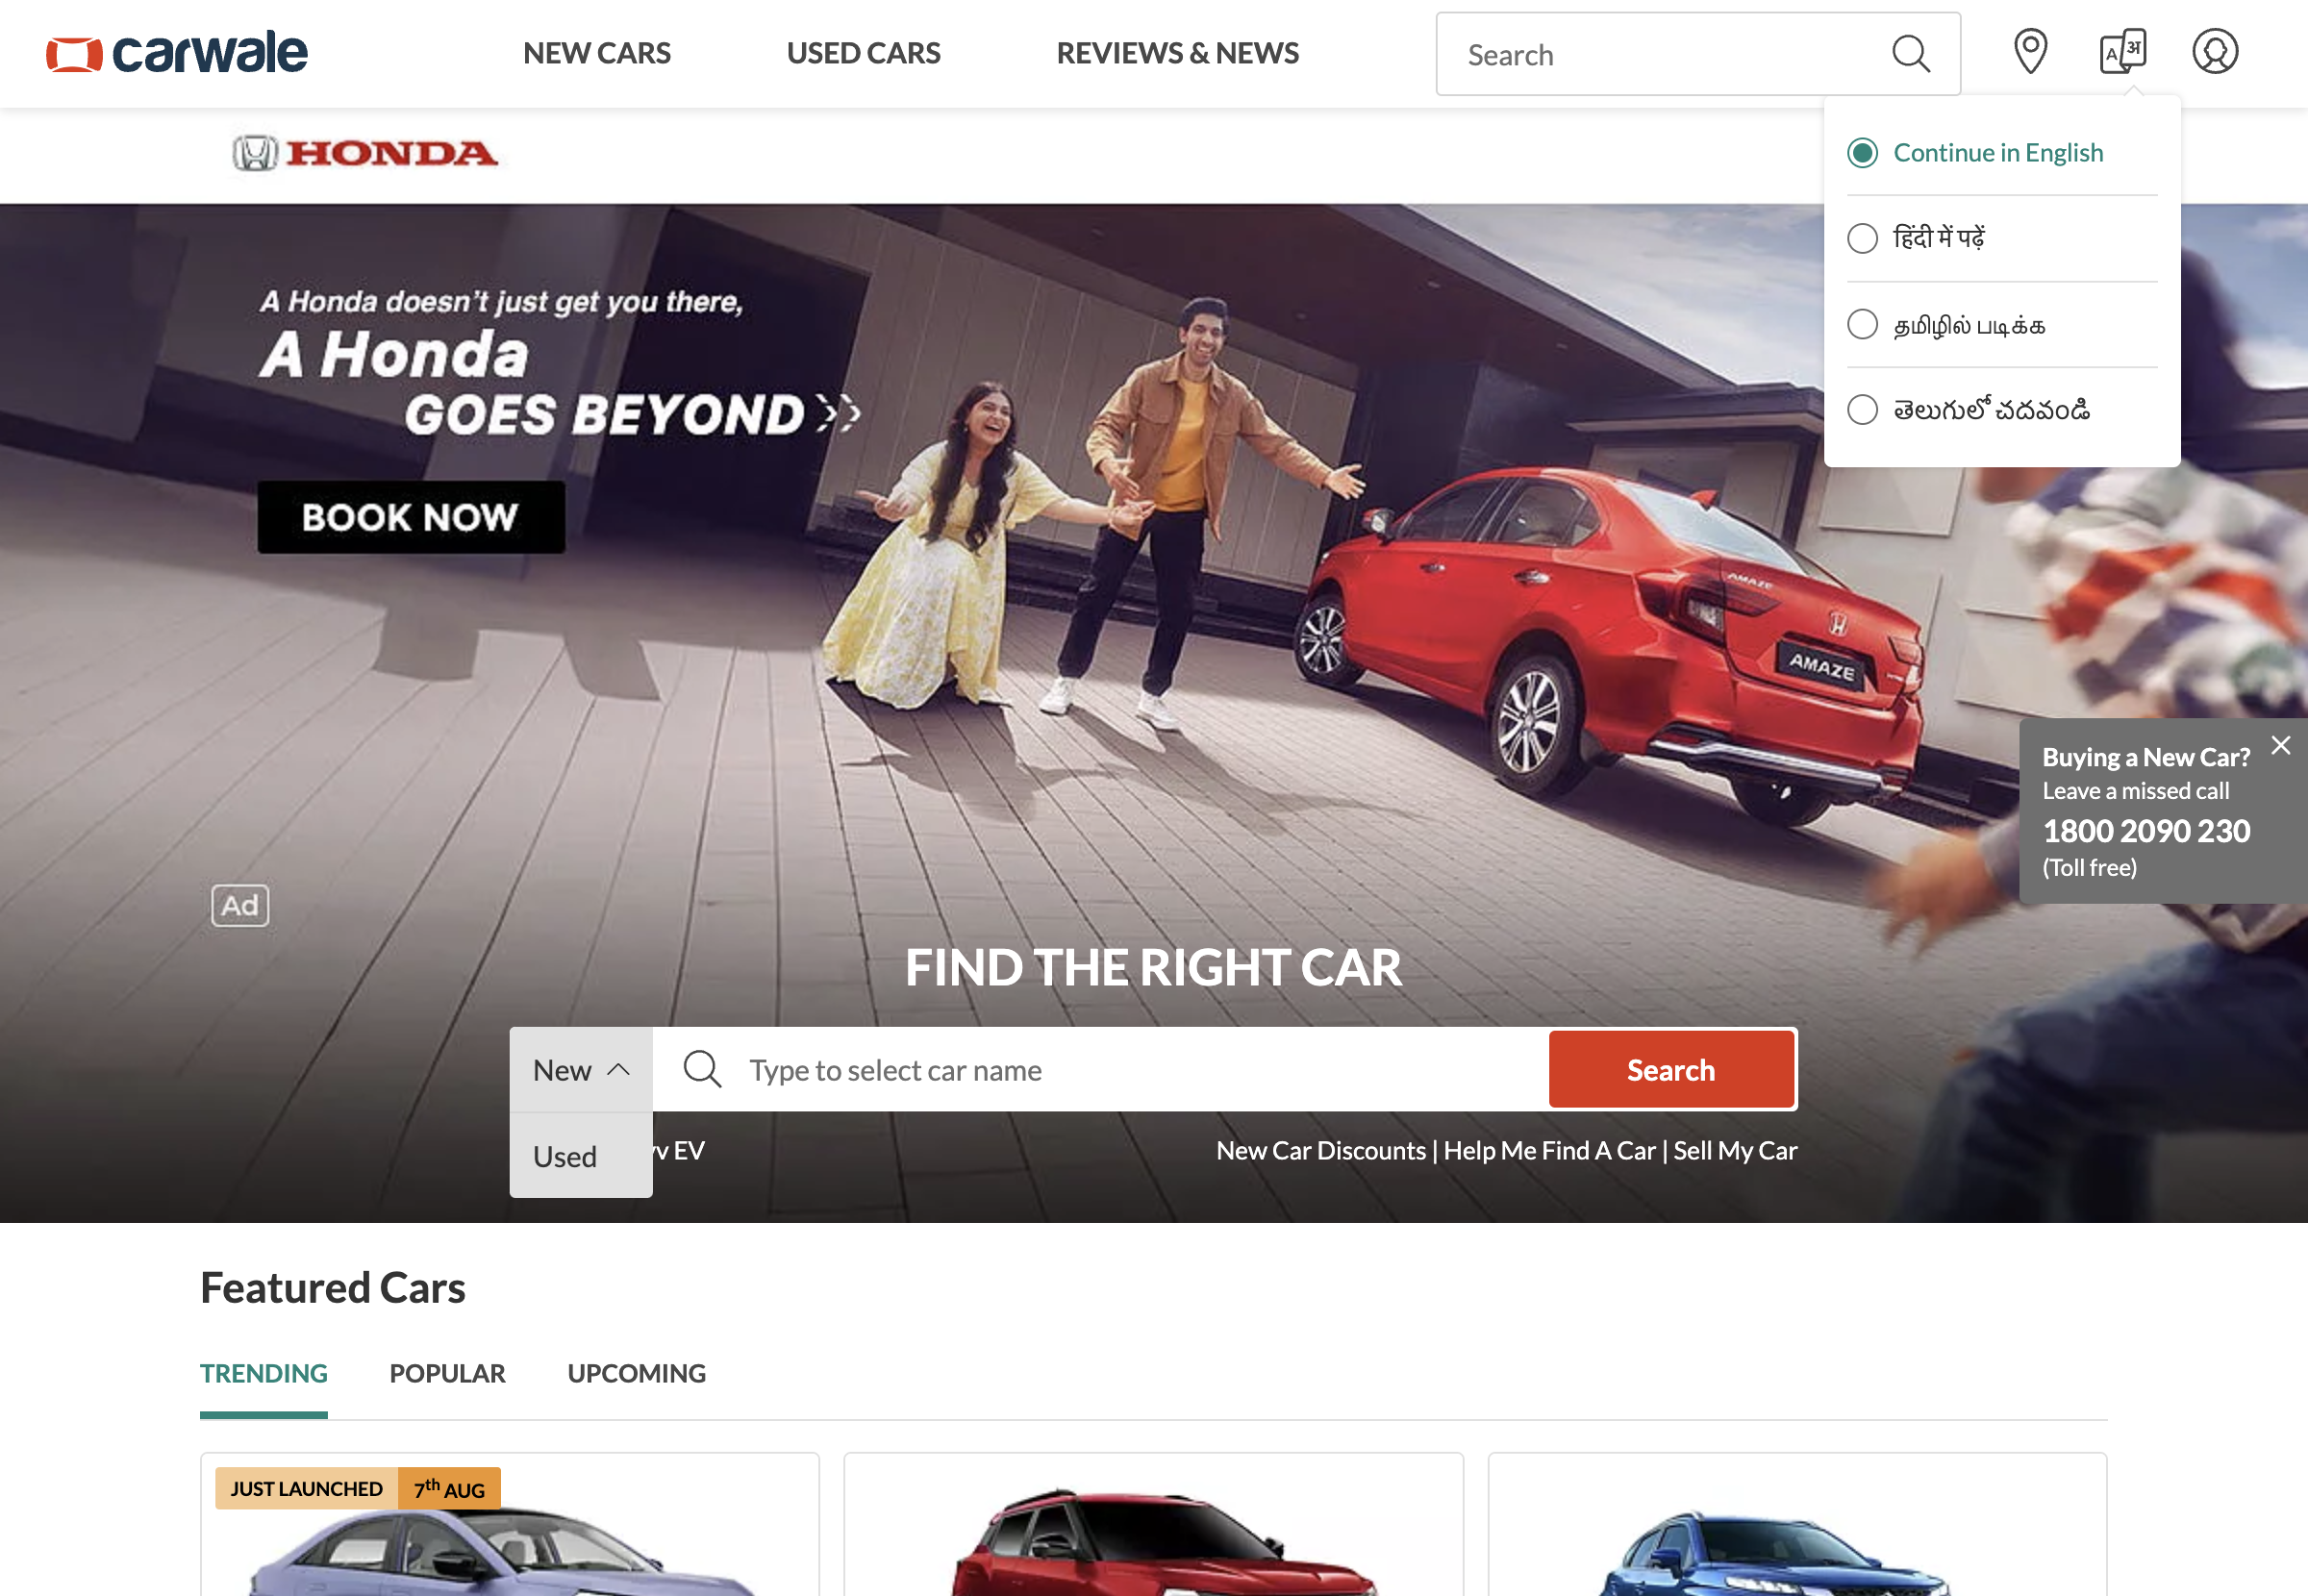 carwale
NEW CARS
USED CARS
REVIEWS & NEWS
Search
A अ
Continue in English
हिंदी में पढ़ें
தமிழில் படிக்க
తెలుగులో చదవండి
HONDA
A Honda doesn't just get you there,
A Honda
GOES BEYOND
BOOK NOW
AMAZE
AMAZE
Buying a New Car?
Leave a missed call
1800 2090 230
(Toll free)
Ad
FIND THE RIGHT CAR
New
Type to select car name
Search
Used
EV
New Car Discounts | Help Me Find A Car | Sell My Car
Featured Cars
TRENDING
POPULAR
UPCOMING
JUST LAUNCHED
7th AUG